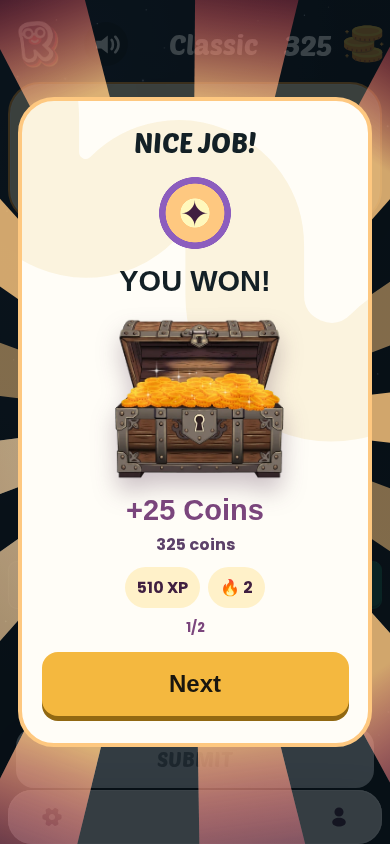 Classic
325
NICE JOB!
YOU WON!
+25 Coins
325 coins
510 XP
🔥 2
1/2
Next
SUBMIT